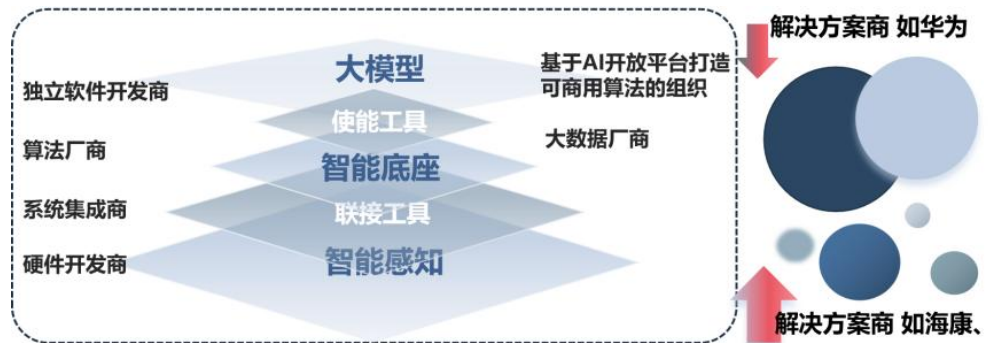 独立软件开发商
算法厂商
系统集成商
硬件开发商
大模型
使能工具
智能底座
联接工具
智能感知
基于AI开放平台打造
可商用算法的组织
大数据厂商
解决方案商 如华为
解决方案商 如海康、